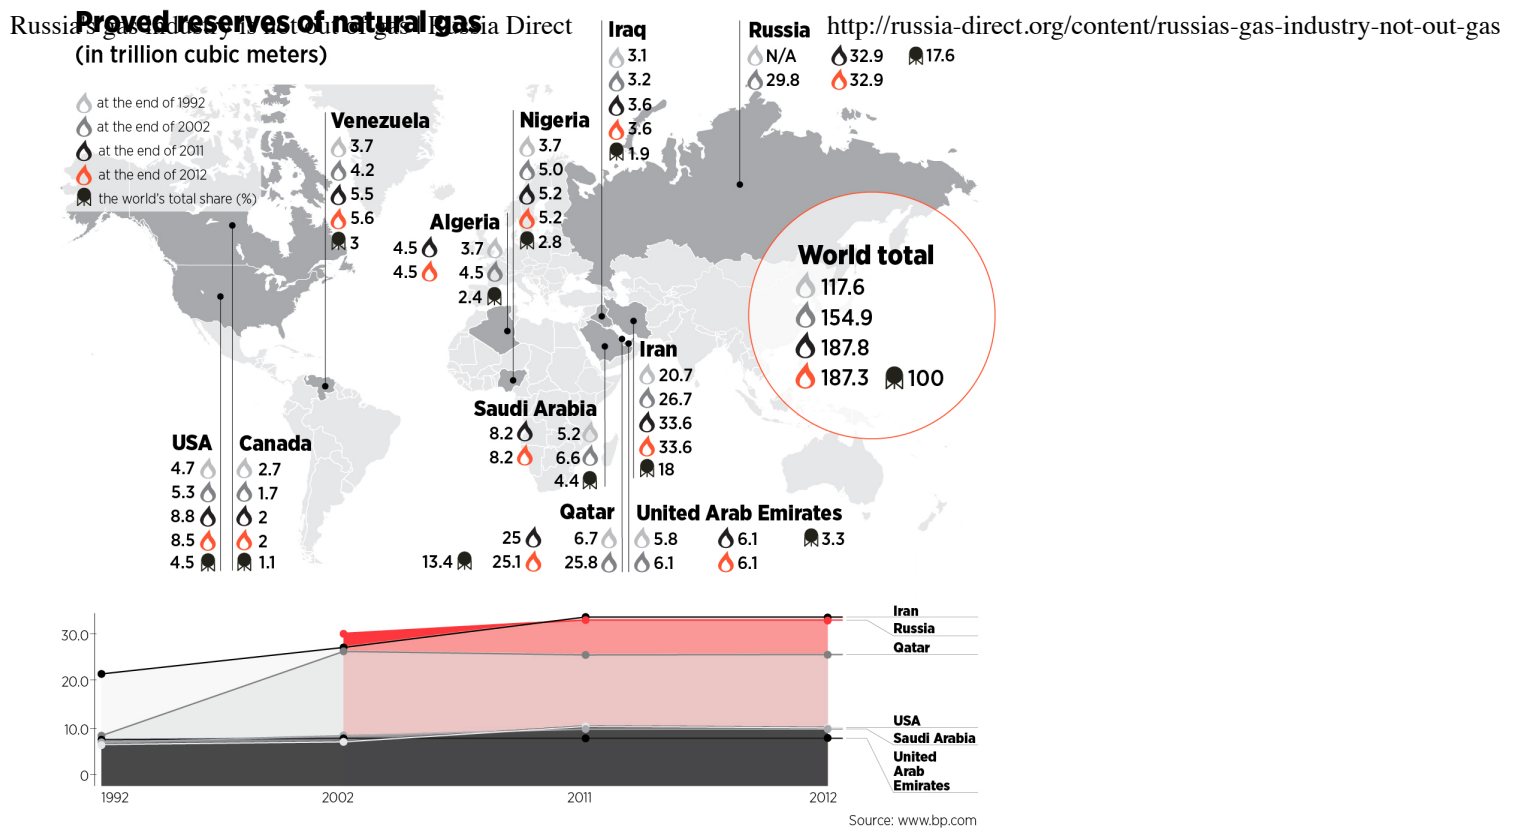 Russia's gas industry is not out of gas | Russia Direct
http://russia-direct.org/content/russias-gas-industry-not-out-gas
Proved reserves of natural gas
(in trillion cubic meters)
at the end of 1992
at the end of 2002
at the end of 2011
at the end of 2012
the world's total share (%)
Venezuela
3.7
4.2
5.5
5.6
3
Algeria
4.5 3.7
4.5 4.5
2.4
Nigeria
3.7
5.0
5.2
5.2
2.8
Iraq
3.1
3.2
3.6
3.6
1.9
Russia
N/A 32.9 17.6
29.8 32.9
World total
117.6
154.9
187.8
187.3 100
Iran
20.7
26.7
33.6
33.6
18
Saudi Arabia
8.2 5.2
8.2 6.6
4.4
USA
4.7
5.3
8.8
8.5
4.5
Canada
2.7
1.7
2
2
1.1
Qatar
25 6.7
13.4 25.1 25.8
United Arab Emirates
5.8 6.1 3.3
6.1 6.1
30.0
20.0
10.0
0
1992 2002 2011 2012
Iran
Russia
Qatar
USA
Saudi Arabia
United
Arab
Emirates
Source: www.bp.com